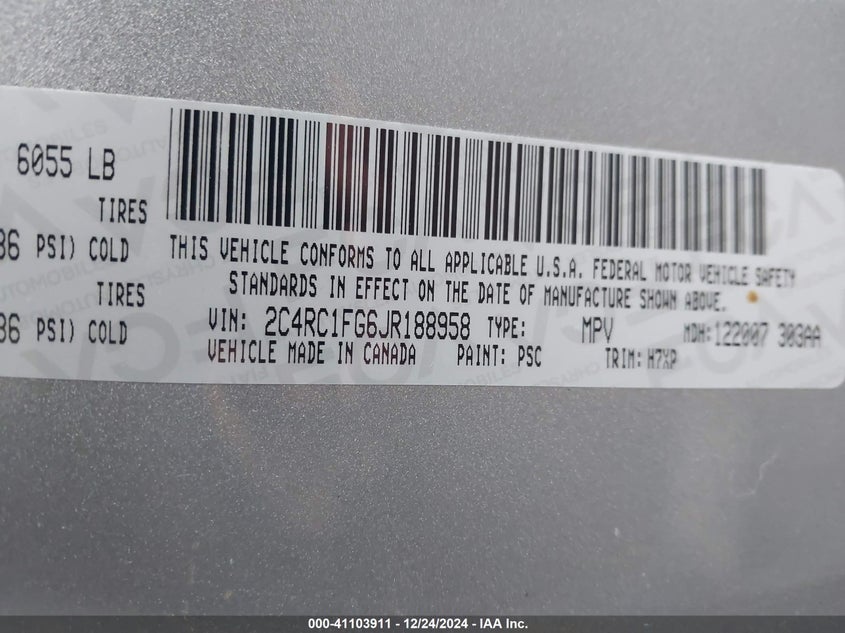 6055 LB
TIRES
36 PSI) COLD
TIRES
36 PSI) COLD
THIS VEHICLE CONFORMS TO ALL APPLICABLE U.S.A. FEDERAL MOTOR VEHICLE SAFETY
STANDARDS IN EFFECT ON THE DATE OF MANUFACTURE SHOWN ABOVE.
VIN: 2C4RC1FG6JR188958 TYPE: MPV MDH:122007 303AA
VEHICLE MADE IN CANADA PAINT: PSC TRIM: H7XP
000-41103911 - 12/24/2024 - IAA Inc.